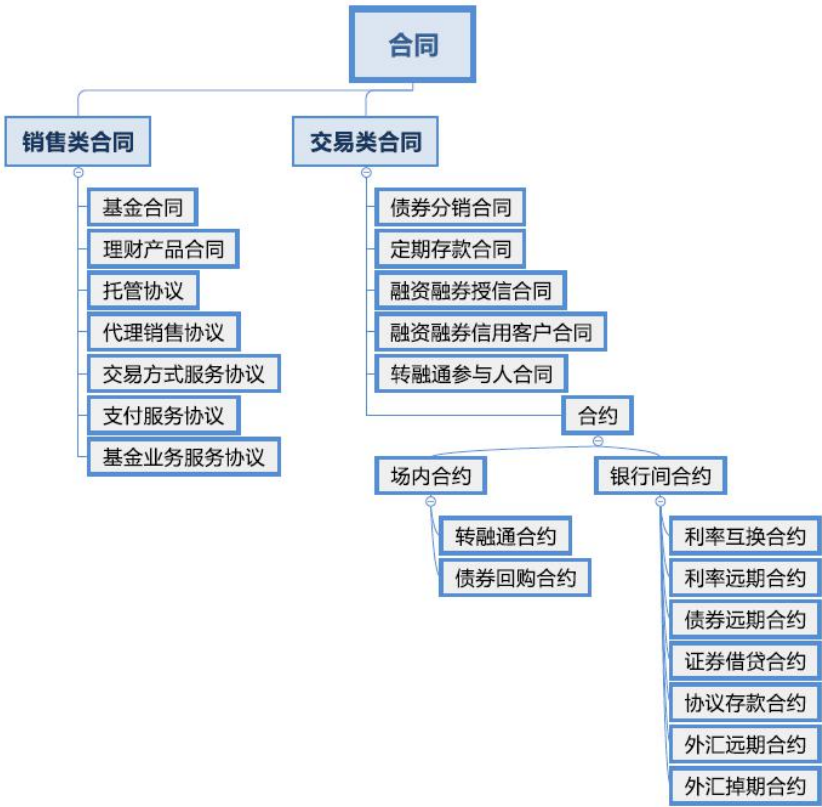 合同
销售类合同
基金合同
理财产品合同
托管协议
代理销售协议
交易方式服务协议
支付服务协议
基金业务服务协议
交易类合同
债券分销合同
定期存款合同
融资融券授信合同
融资融券信用客户合同
转融通参与人合同
合约
场内合约
转融通合约
债券回购合约
银行间合约
利率互换合约
利率远期合约
债券远期合约
证券借贷合约
协议存款合约
外汇远期合约
外汇掉期合约